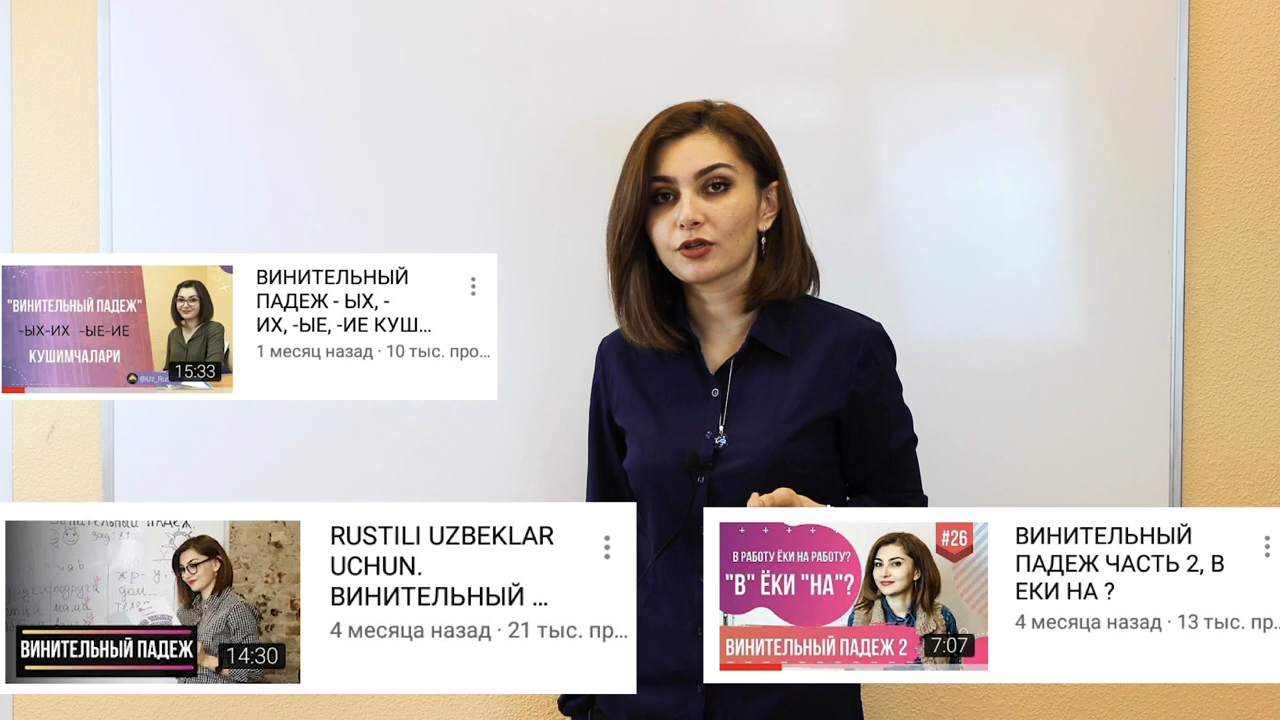 "ВИНИТЕЛЬНЫЙ ПАДЕЖ"
-ЫХ-ИХ -ЫЕ-ИЕ
КУШИМЧАЛАРИ
15:33
ВИНИТЕЛЬНЫЙ
ПАДЕЖ - ЫХ, -
ИХ, -ЫЕ, -ИЕ КУШ...
1 месяц назад · 10 тыс. про...
ВИНИТЕЛЬНЫЙ ПАДЕЖ
14:30
RUSTILI UZBEKLAR
UCHUN.
ВИНИТЕЛЬНЫЙ ...
4 месяца назад · 21 тыс. пр...
#26
В РАБОТУ ЁКИ НА РАБОТУ?
"В" ЁКИ "НА"?
ВИНИТЕЛЬНЫЙ ПАДЕЖ 2
7:07
ВИНИТЕЛЬНЫЙ
ПАДЕЖ ЧАСТЬ 2, В
ЕКИ НА ?
4 месяца назад · 13 тыс. пр...